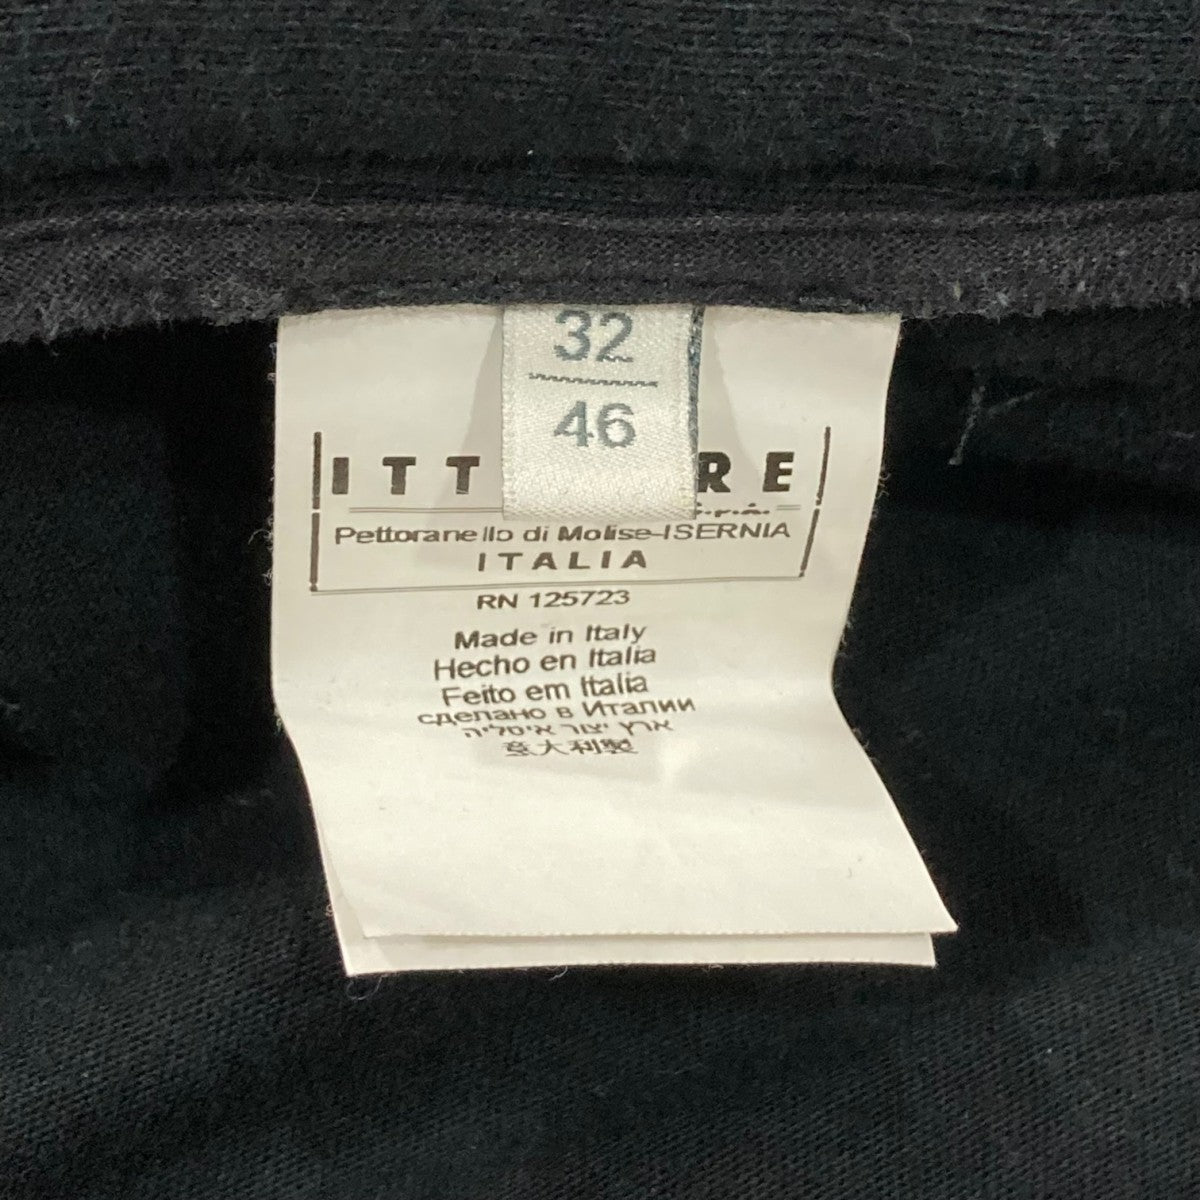 32
46
ITT RE
S.r.A.
Pettoranello di Molise-ISERNIA
ITALIA
RN 125723
Made in Italy
Hecho en Italia
Feito em Italia
сделано в Италии
ארץ יצור איטליה
意大利製